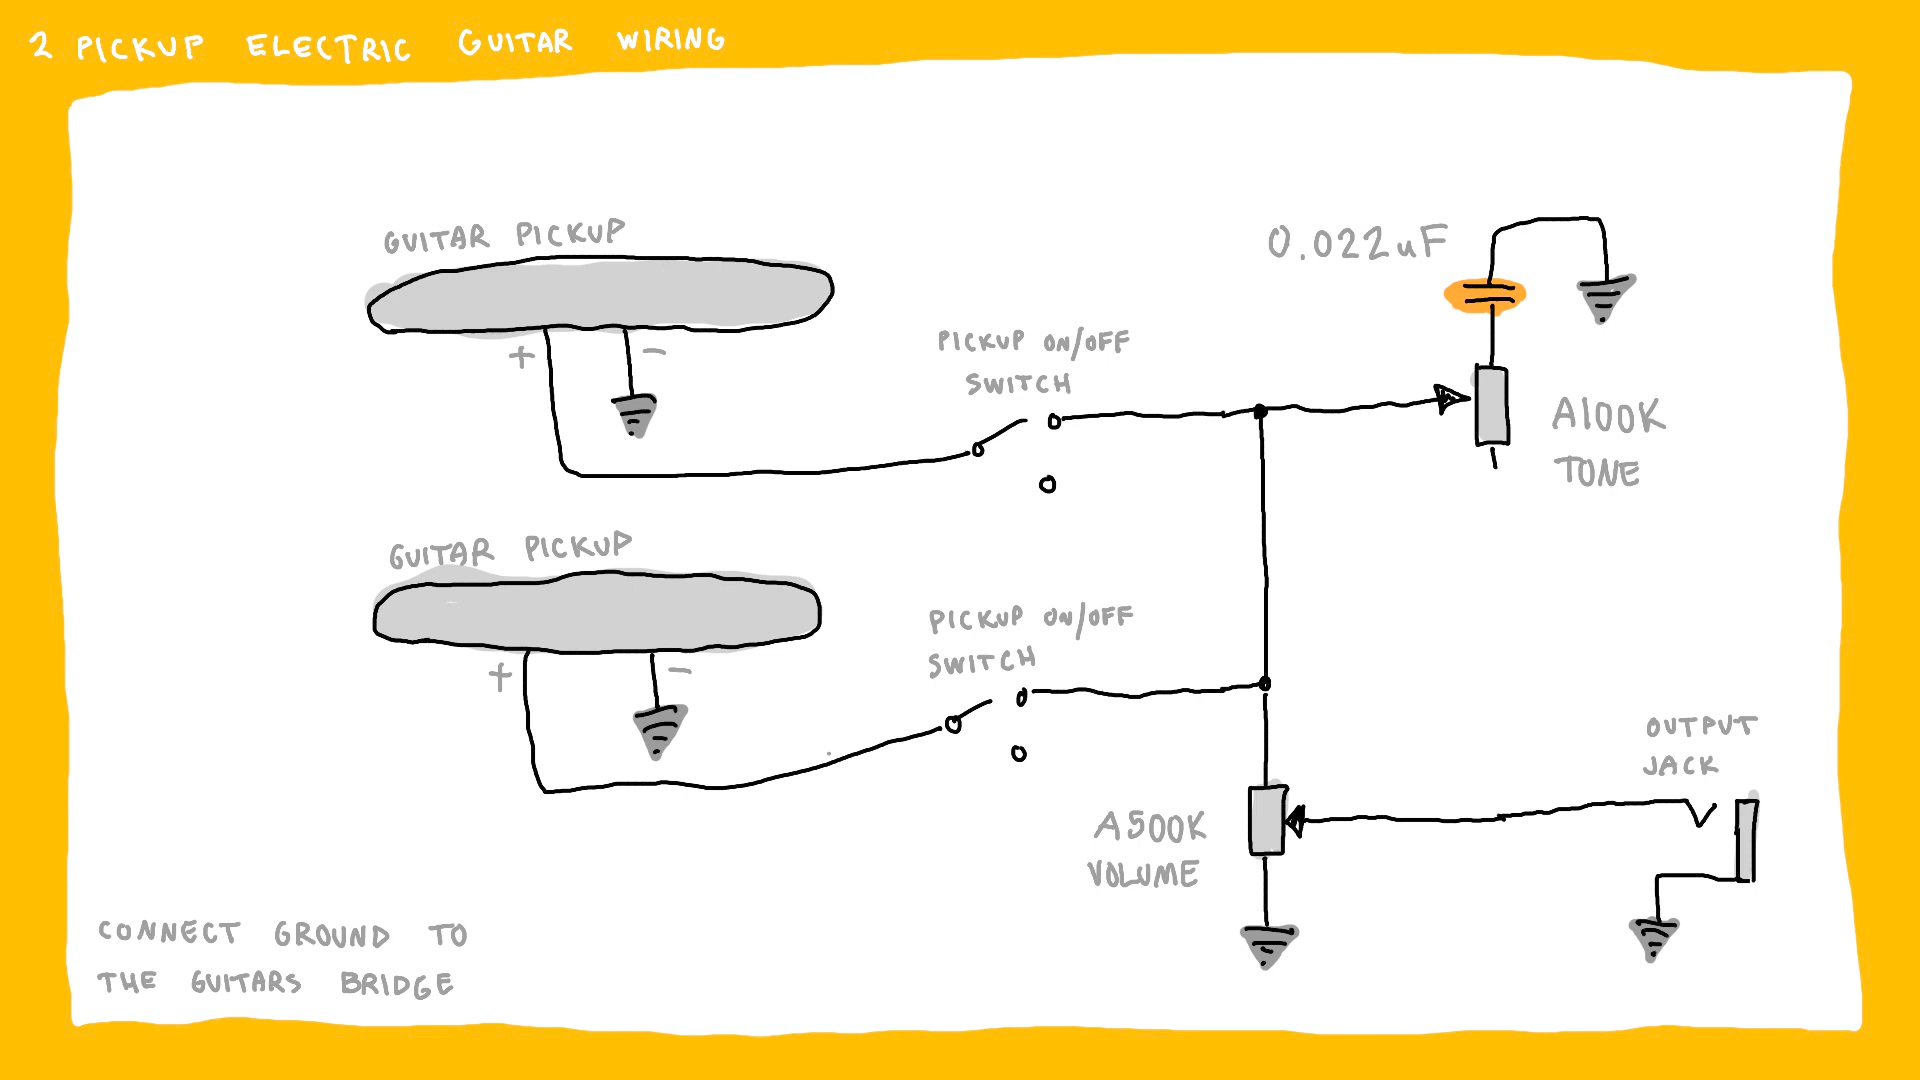 2 PICKUP ELECTRIC GUITAR WIRING
GUITAR PICKUP
+ -
PICKUP ON/OFF
SWITCH
0.022uF
A100K
TONE
GUITAR PICKUP
+ -
PICKUP ON/OFF
SWITCH
A500K
VOLUME
OUTPUT
JACK
CONNECT GROUND TO
THE GUITARS BRIDGE